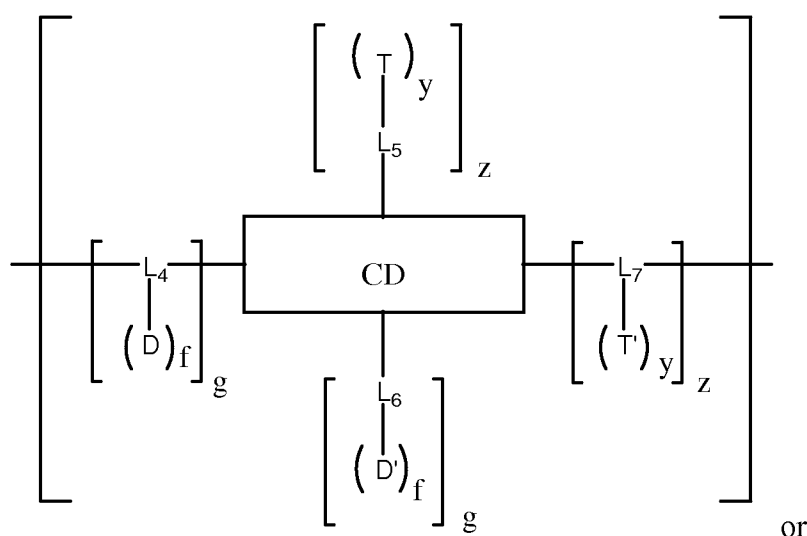 ( T ) y
L5
z
L4 CD L7
( D ) f g ( T' ) y z
L6
( D' ) f g
or